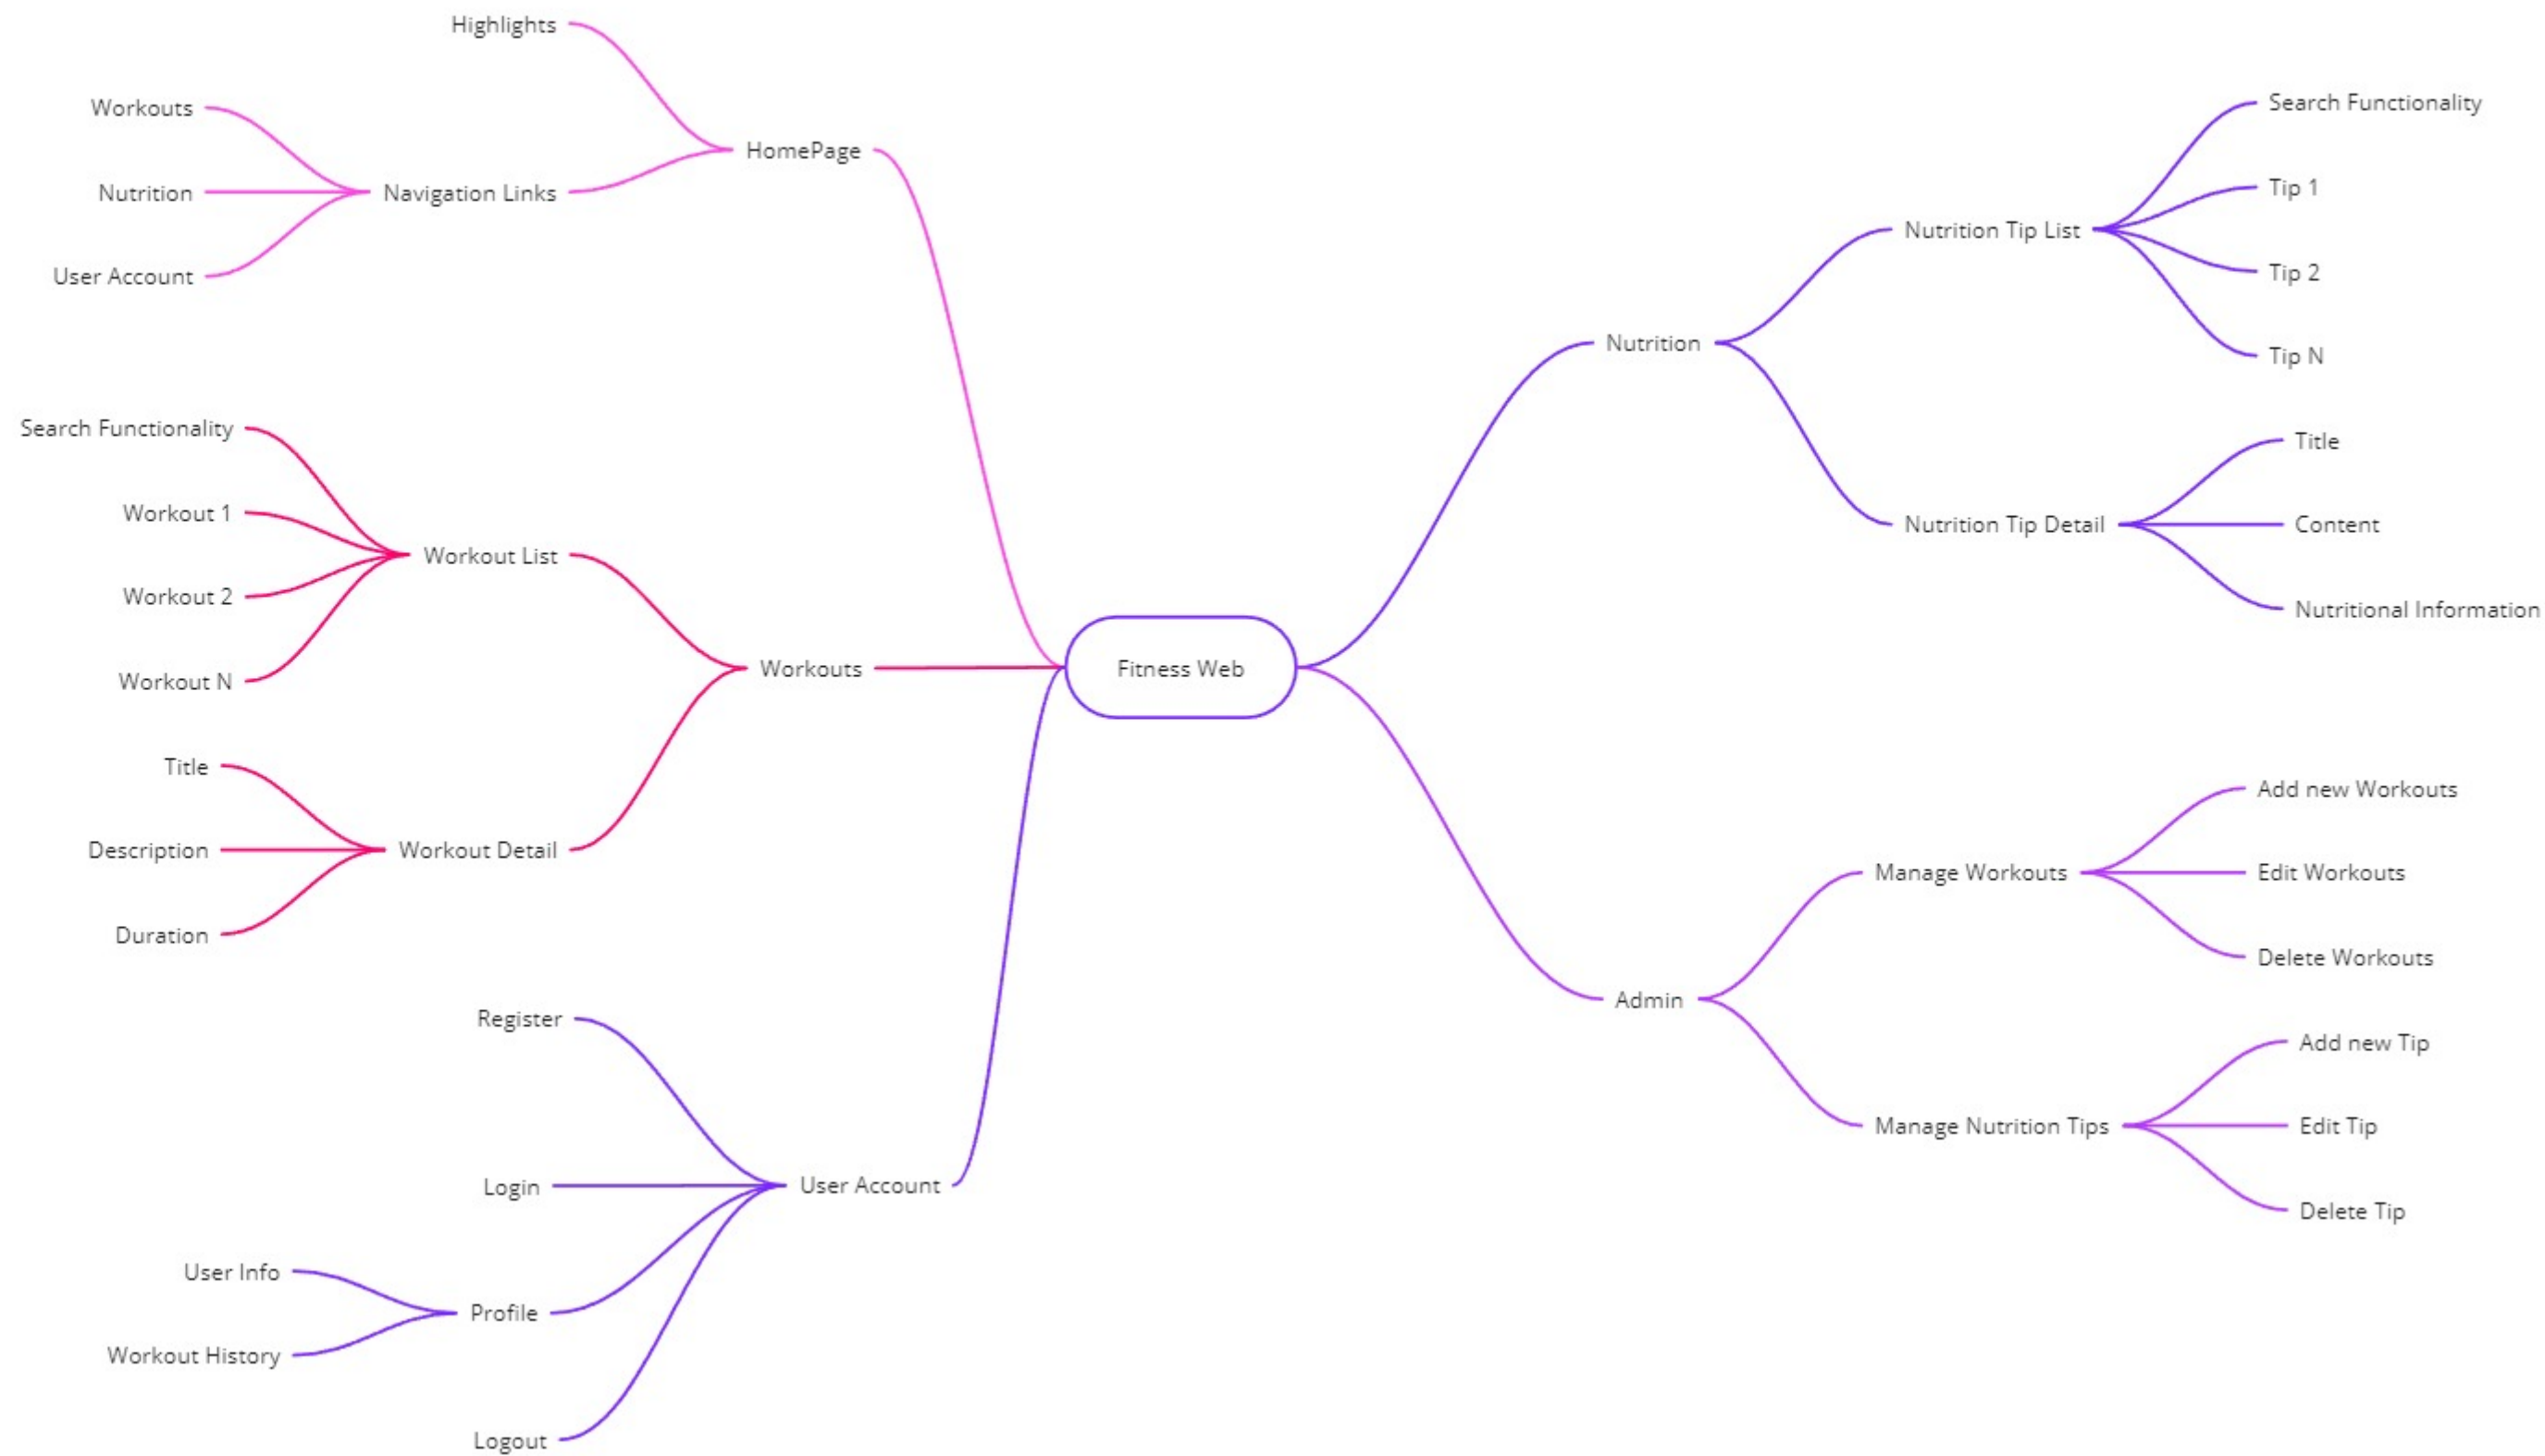 Highlights
HomePage
Navigation Links
Workouts
Nutrition
User Account
Search Functionality
Workout 1
Workout 2
Workout N
Workout List
Workouts
Title
Description
Duration
Workout Detail
Register
Login
User Account
User Info
Workout History
Profile
Logout
Fitness Web
Nutrition
Nutrition Tip List
Search Functionality
Tip 1
Tip 2
Tip N
Nutrition Tip Detail
Title
Content
Nutritional Information
Admin
Manage Workouts
Add new Workouts
Edit Workouts
Delete Workouts
Manage Nutrition Tips
Add new Tip
Edit Tip
Delete Tip